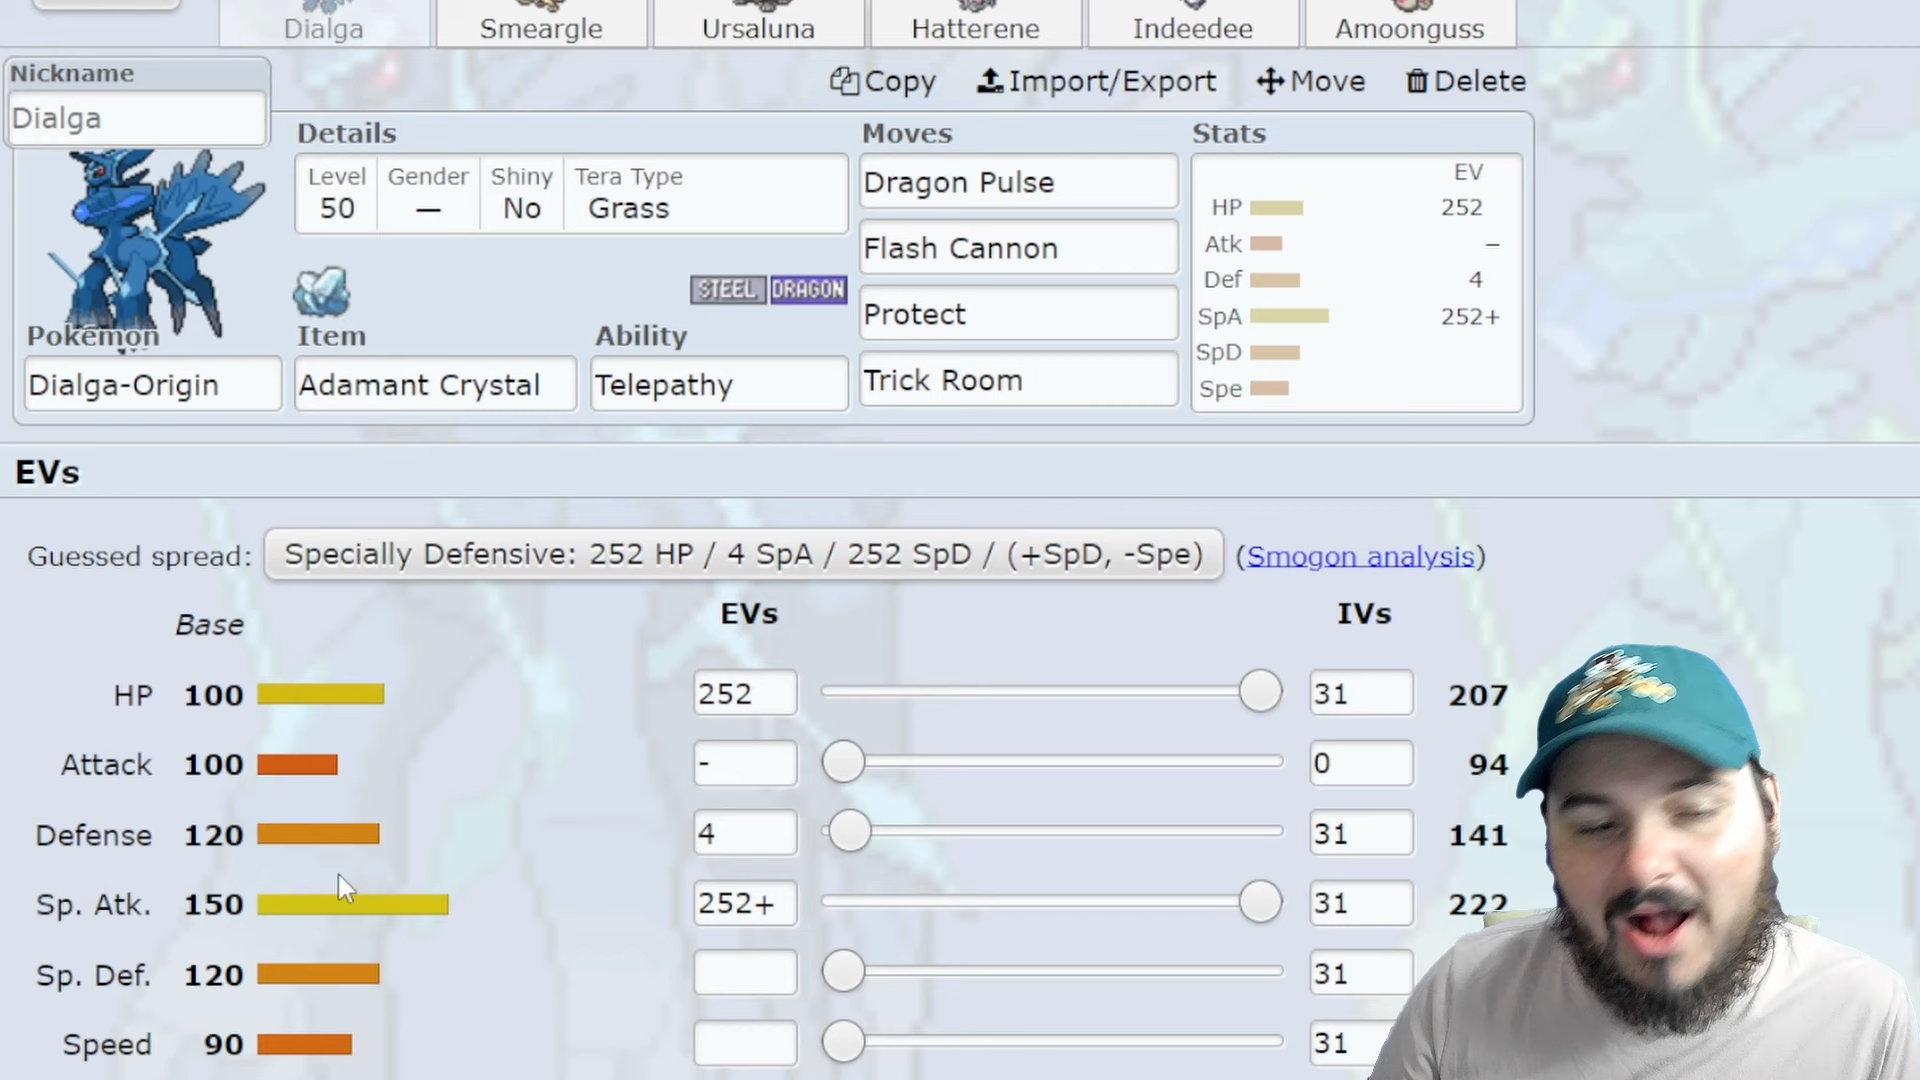 Dialga Smeargle Ursaluna Hatterene Indeedee Amoonguss
Nickname
Dialga
Copy Import/Export Move Delete
Details
Level Gender Shiny Tera Type
50 — No Grass
STEEL DRAGON
Pokémon Item Ability
Dialga-Origin Adamant Crystal Telepathy
Moves
Dragon Pulse
Flash Cannon
Protect
Trick Room
Stats
EV
HP 252
Atk –
Def 4
SpA 252+
SpD
Spe
EVs
Guessed spread: Specially Defensive: 252 HP / 4 SpA / 252 SpD / (+SpD, -Spe) (Smogon analysis)
Base EVs IVs
HP 100 252 31 207
Attack 100 - 0 94
Defense 120 4 31 141
Sp. Atk. 150 252+ 31 222
Sp. Def. 120 31
Speed 90 31